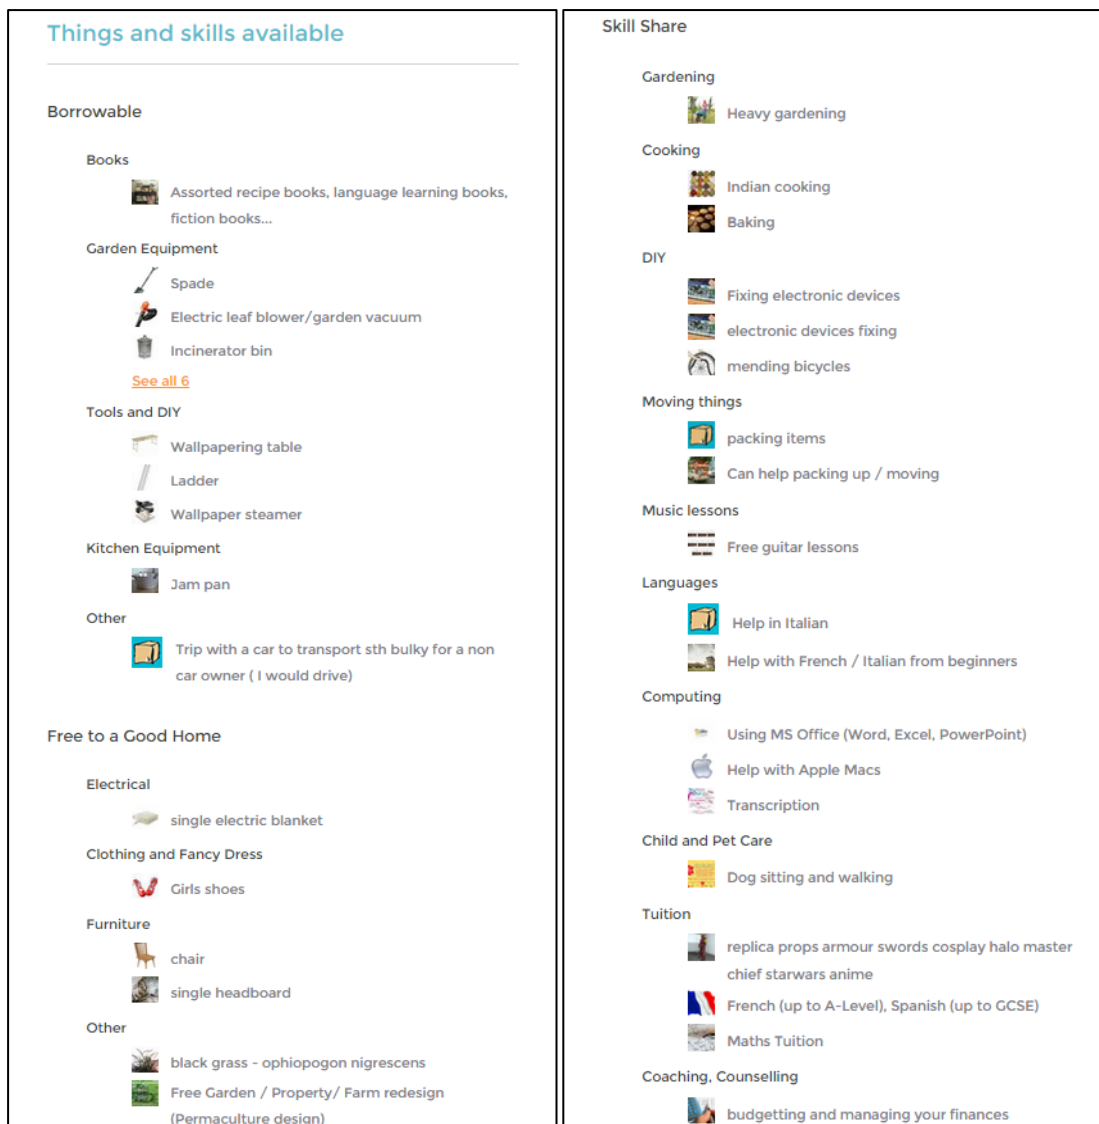 Things and skills available
Borrowable
Books
Assorted recipe books, language learning books,
fiction books...
Garden Equipment
Spade
Electric leaf blower/garden vacuum
Incinerator bin
See all 6
Tools and DIY
Wallpapering table
Ladder
Wallpaper steamer
Kitchen Equipment
Jam pan
Other
Trip with a car to transport sth bulky for a non
car owner ( I would drive)
Free to a Good Home
Electrical
single electric blanket
Clothing and Fancy Dress
Girls shoes
Furniture
chair
single headboard
Other
black grass - ophiopogon nigrescens
Free Garden / Property/ Farm redesign
(Permaculture design)
Skill Share
Gardening
Heavy gardening
Cooking
Indian cooking
Baking
DIY
Fixing electronic devices
electronic devices fixing
mending bicycles
Moving things
packing items
Can help packing up / moving
Music lessons
Free guitar lessons
Languages
Help in Italian
Help with French / Italian from beginners
Computing
Using MS Office (Word, Excel, PowerPoint)
Help with Apple Macs
Transcription
Child and Pet Care
Dog sitting and walking
Tuition
replica props armour swords cosplay halo master
chief starwars anime
French (up to A-Level), Spanish (up to GCSE)
Maths Tuition
Coaching, Counselling
budgetting and managing your finances